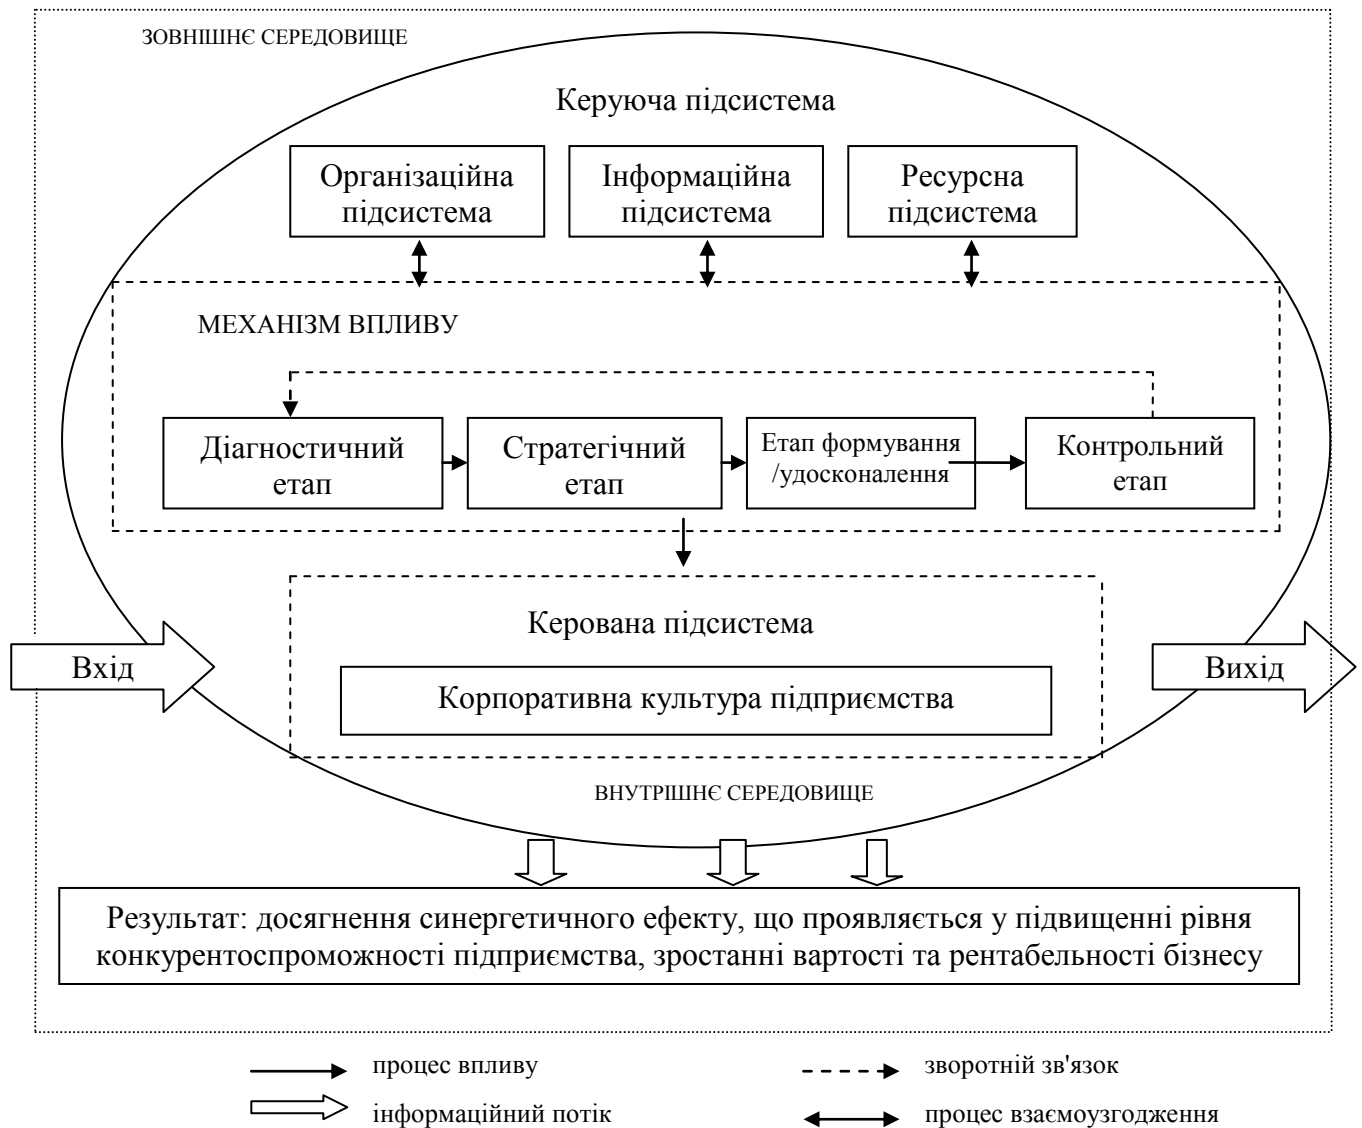 ЗОВНІШНЄ СЕРЕДОВИЩЕ
Керуюча підсистема
Організаційна
підсистема
Інформаційна
підсистема
Ресурсна
підсистема
МЕХАНІЗМ ВПЛИВУ
Діагностичний
етап
Стратегічний
етап
Етап формування
/удосконалення
Контрольний
етап
Керована підсистема
Вхід
Вихід
Корпоративна культура підприємства
ВНУТРІШНЄ СЕРЕДОВИЩЕ
Результат: досягнення синергетичного ефекту, що проявляється у підвищенні рівня
конкурентоспроможності підприємства, зростанні вартості та рентабельності бізнесу
процес впливу
зворотній зв'язок
інформаційний потік
процес взаємоузгодження